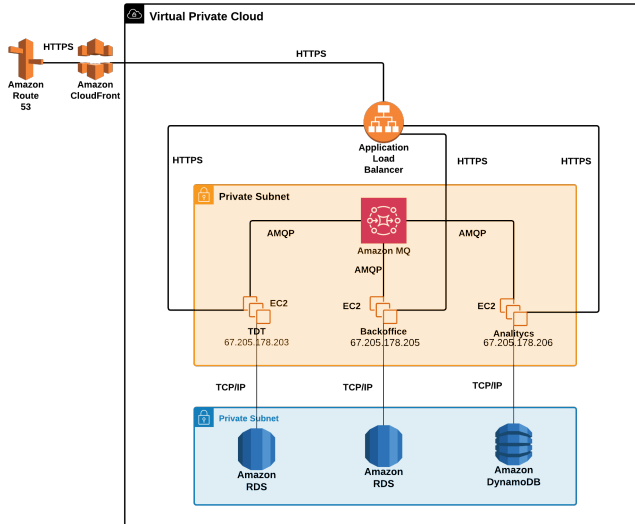 Virtual Private Cloud
HTTPS
HTTPS
Amazon
Route
53
Amazon
CloudFront
Application
Load
Balancer
HTTPS
HTTPS
HTTPS
Private Subnet
AMQP
AMQP
Amazon MQ
AMQP
EC2
EC2
EC2
TDT
67.205.178.203
Backoffice
67.205.178.205
Analitycs
67.205.178.206
TCP/IP
TCP/IP
TCP/IP
Private Subnet
Amazon
RDS
Amazon
RDS
Amazon
DynamoDB